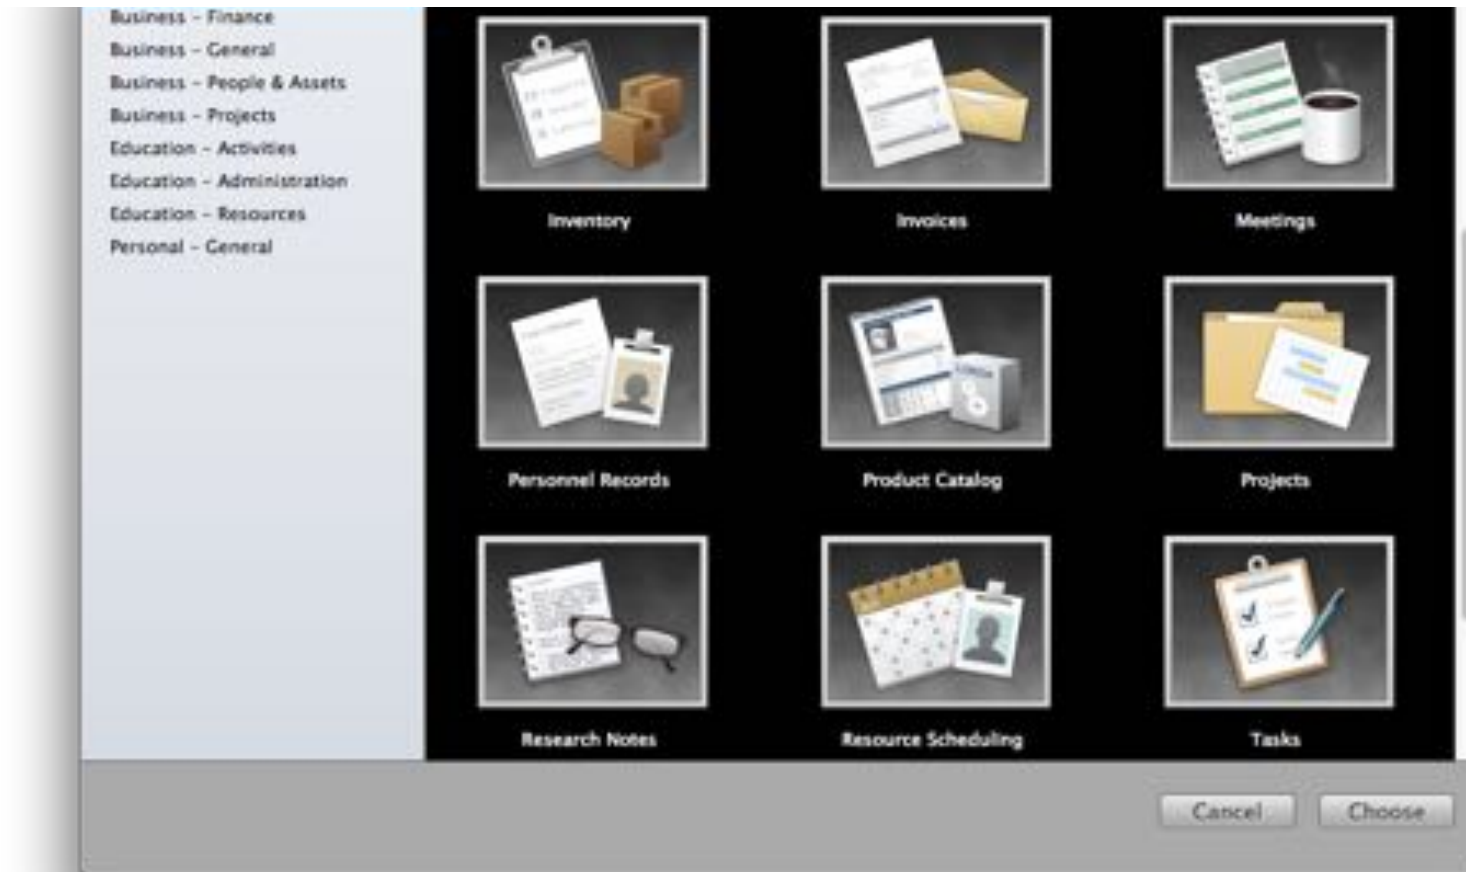 Business – Finance
Business – General
Business – People & Assets
Business – Projects
Education – Activities
Education – Administration
Education – Resources
Personal – General
Inventory
Invoices
Meetings
Personnel Records
Product Catalog
Projects
Research Notes
Resource Scheduling
Tasks
Cancel
Choose